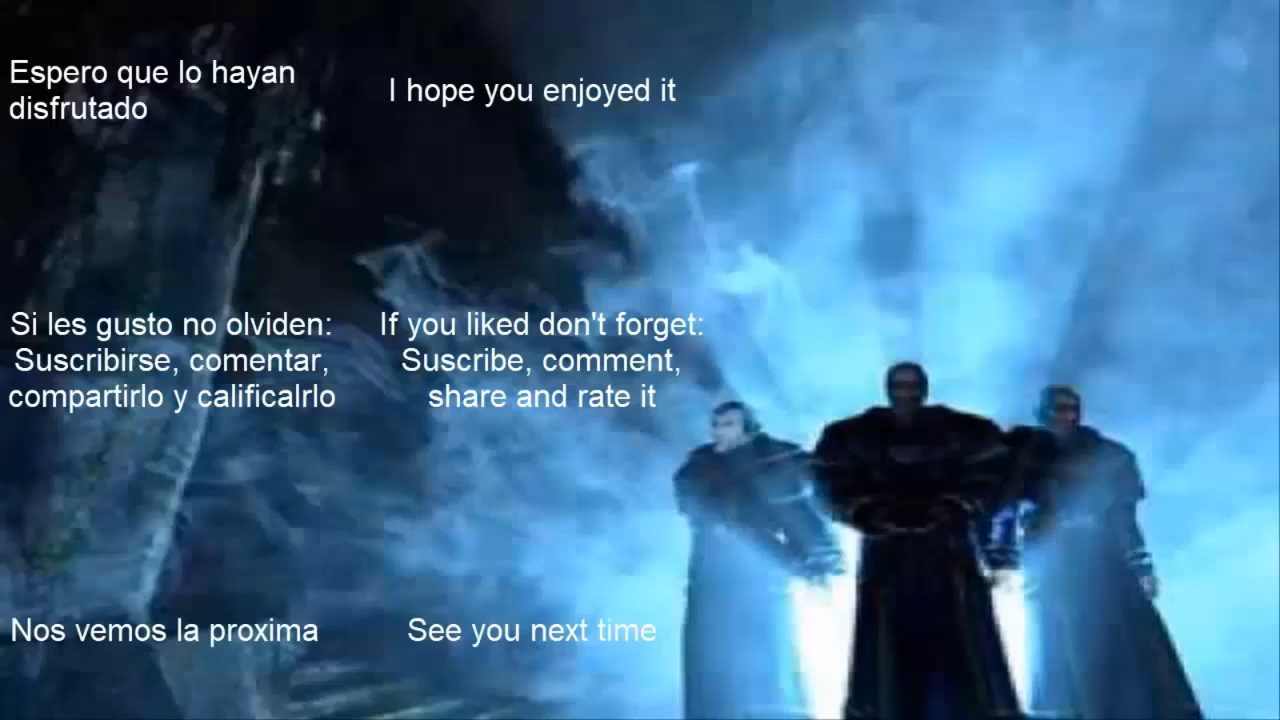 Espero que lo hayan
disfrutado
I hope you enjoyed it
Si les gusto no olviden:
Suscribirse, comentar,
compartirlo y calificalrlo
If you liked don't forget:
Suscribe, comment,
share and rate it
Nos vemos la proxima
See you next time